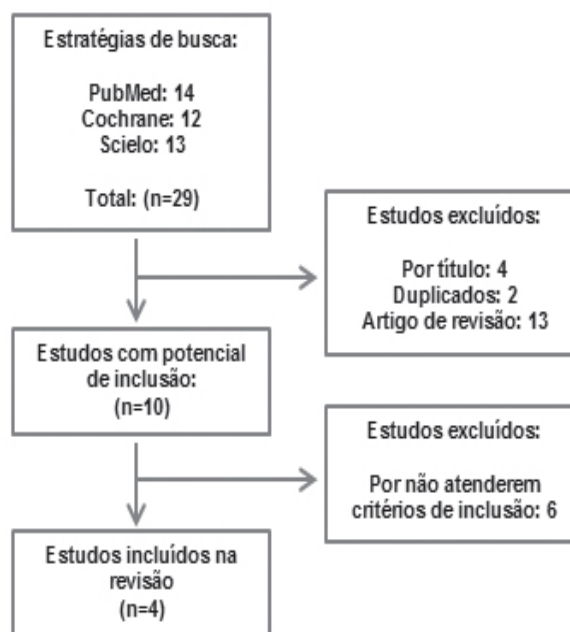 Estratégias de busca:
PubMed: 14
Cochrane: 12
Scielo: 13
Total: (n=29)
Estudos excluídos:
Por título: 4
Duplicados: 2
Artigo de revisão: 13
Estudos com potencial
de inclusão:
(n=10)
Estudos excluídos:
Por não atenderem
critérios de inclusão: 6
Estudos incluídos na
revisão
(n=4)